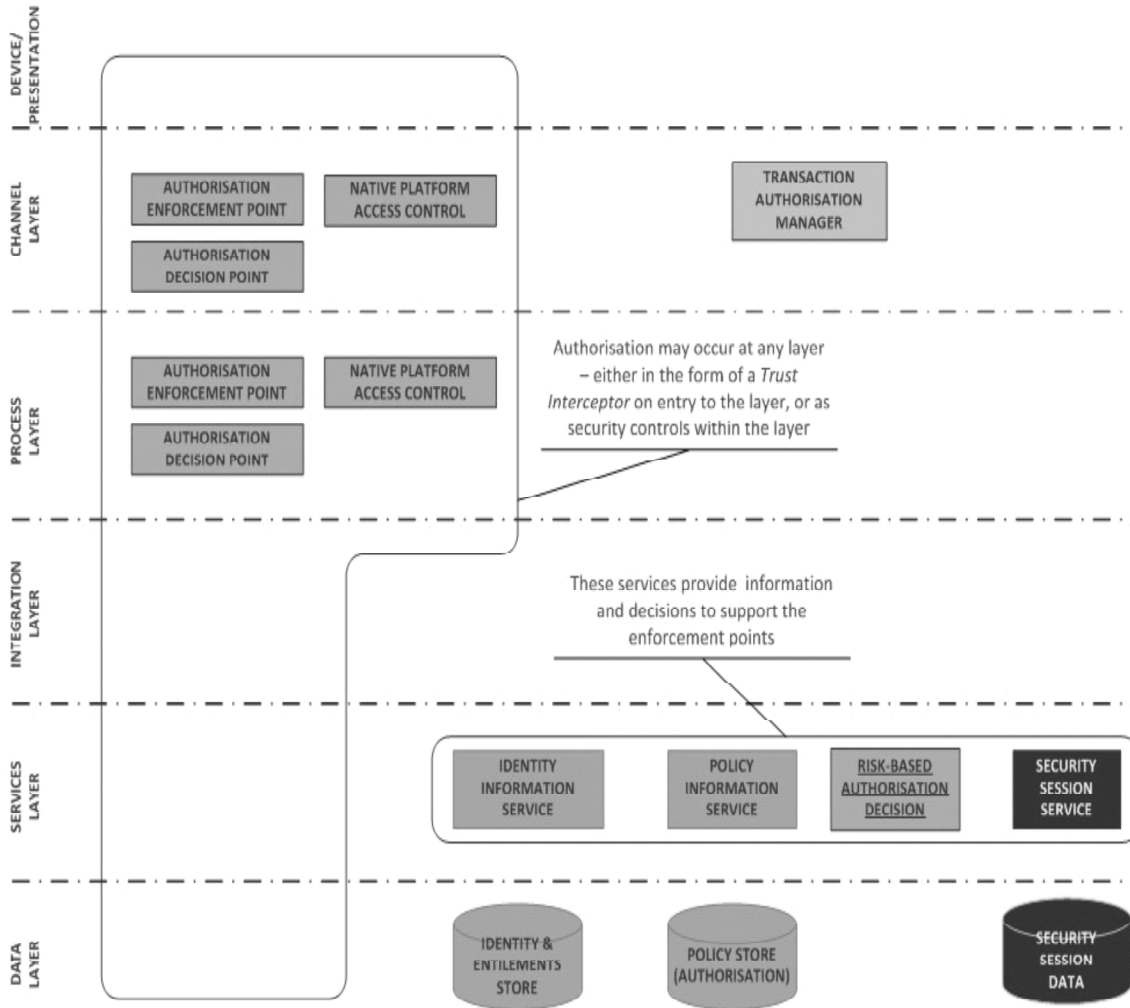 DEVICE/
PRESENTATION
CHANNEL
LAYER
AUTHORISATION
ENFORCEMENT POINT
NATIVE PLATFORM
ACCESS CONTROL
AUTHORISATION
DECISION POINT
TRANSACTION
AUTHORISATION
MANAGER
PROCESS
LAYER
AUTHORISATION
ENFORCEMENT POINT
NATIVE PLATFORM
ACCESS CONTROL
AUTHORISATION
DECISION POINT
Authorisation may occur at any layer
– either in the form of a Trust
Interceptor on entry to the layer, or as
security controls within the layer
INTEGRATION
LAYER
These services provide information
and decisions to support the
enforcement points
SERVICES
LAYER
IDENTITY
INFORMATION
SERVICE
POLICY
INFORMATION
SERVICE
RISK-BASED
AUTHORISATION
DECISION
SECURITY
SESSION
SERVICE
DATA
LAYER
IDENTITY &
ENTILEMENTS
STORE
POLICY STORE
(AUTHORISATION)
SECURITY
SESSION
DATA